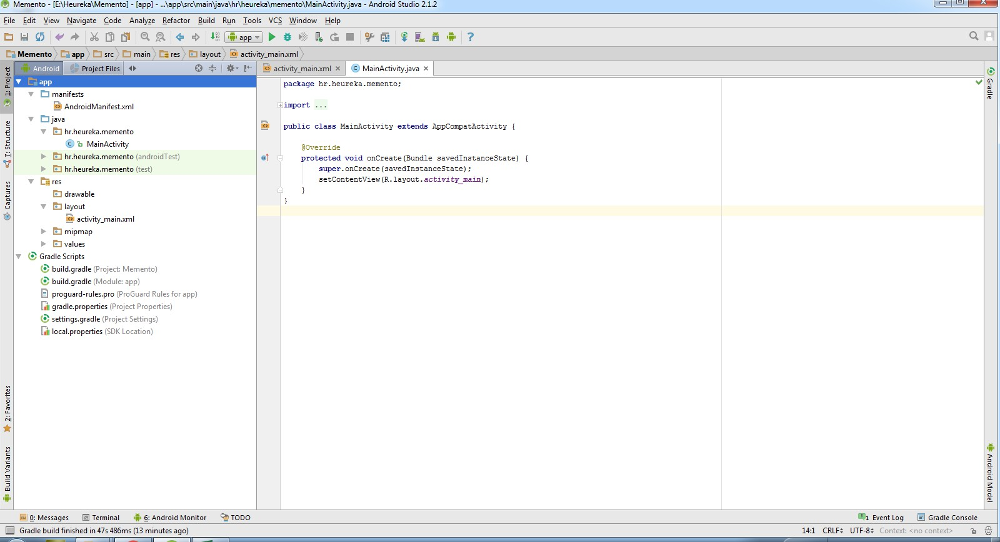 Memento - [E:\Heureka\Memento] - [app] - ...\app\src\main\java\hr\heureka\memento\MainActivity.java - Android Studio 2.1.2
File Edit View Navigate Code Analyze Refactor Build Run Tools VCS Window Help
app
Memento app src main res layout activity_main.xml
Android Project Files
activity_main.xml MainActivity.java
1: Project
7: Structure
Captures
2: Favorites
Build Variants
app
manifests
AndroidManifest.xml
java
hr.heureka.memento
MainActivity
hr.heureka.memento (androidTest)
hr.heureka.memento (test)
res
drawable
layout
activity_main.xml
mipmap
values
Gradle Scripts
build.gradle (Project: Memento)
build.gradle (Module: app)
proguard-rules.pro (ProGuard Rules for app)
gradle.properties (Project Properties)
settings.gradle (Project Settings)
local.properties (SDK Location)
package hr.heureka.memento;
import ...
public class MainActivity extends AppCompatActivity {
@Override
protected void onCreate(Bundle savedInstanceState) {
super.onCreate(savedInstanceState);
setContentView(R.layout.activity_main);
}
}
Gradle
Android Model
0: Messages Terminal 6: Android Monitor TODO
1 Event Log Gradle Console
Gradle build finished in 47s 486ms (13 minutes ago)
14:1 CRLF UTF-8 Context: <no context>